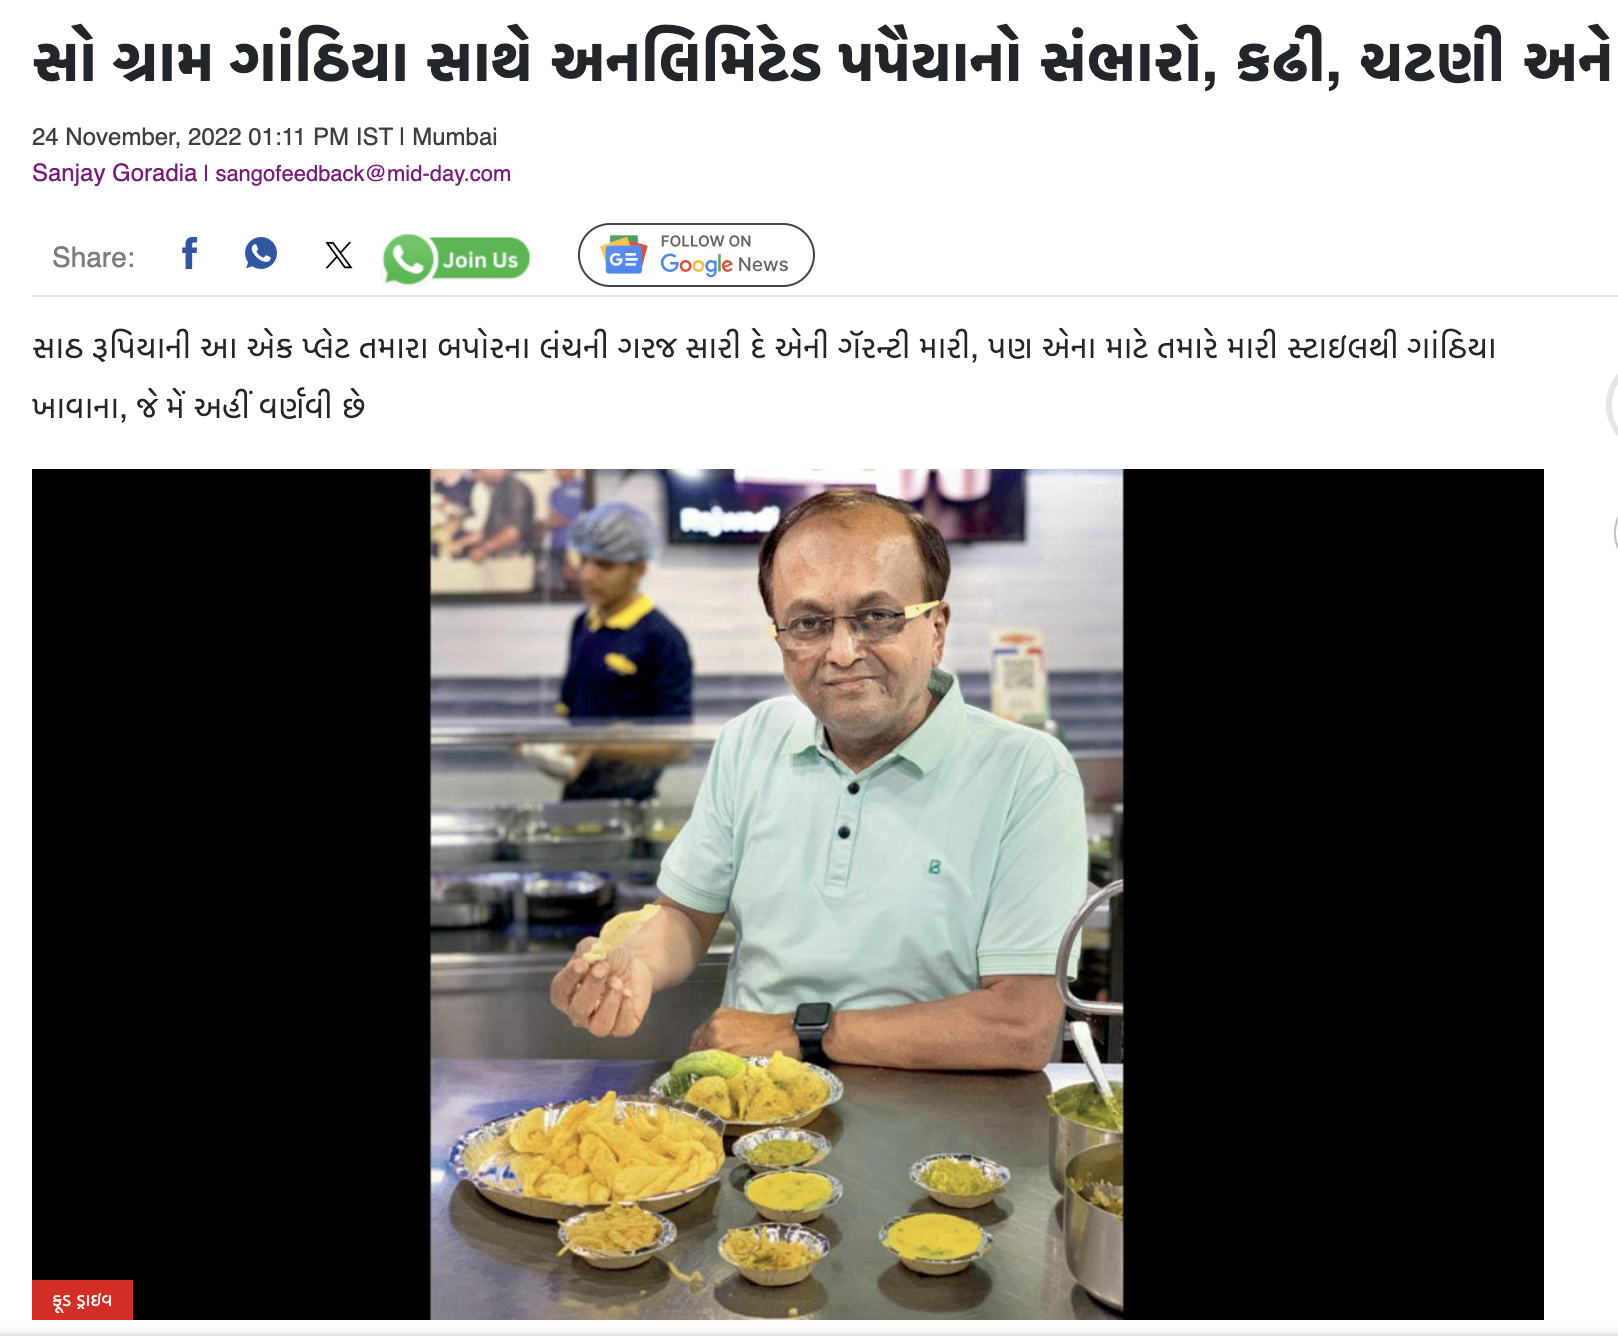 સો ગ્રામ ગાંઠિયા સાથે અનલિમિટેડ પપૈયાનો સંભારો, કઢી, ચટણી અને
24 November, 2022 01:11 PM IST | Mumbai
Sanjay Goradia | sangofeedback@mid-day.com
Share:
Join Us
FOLLOW ON
Google News
સાઠ રૂપિયાની આ એક પ્લેટ તમારા બપોરના લંચની ગરજ સારી દે એની ગૅરન્ટી મારી, પણ એના માટે તમારે મારી સ્ટાઇલથી ગાંઠિયા
ખાવાના, જે મેં અહીં વર્ણવી છે
Rajwadi
B
ફૂડ ડ્રાઇવ